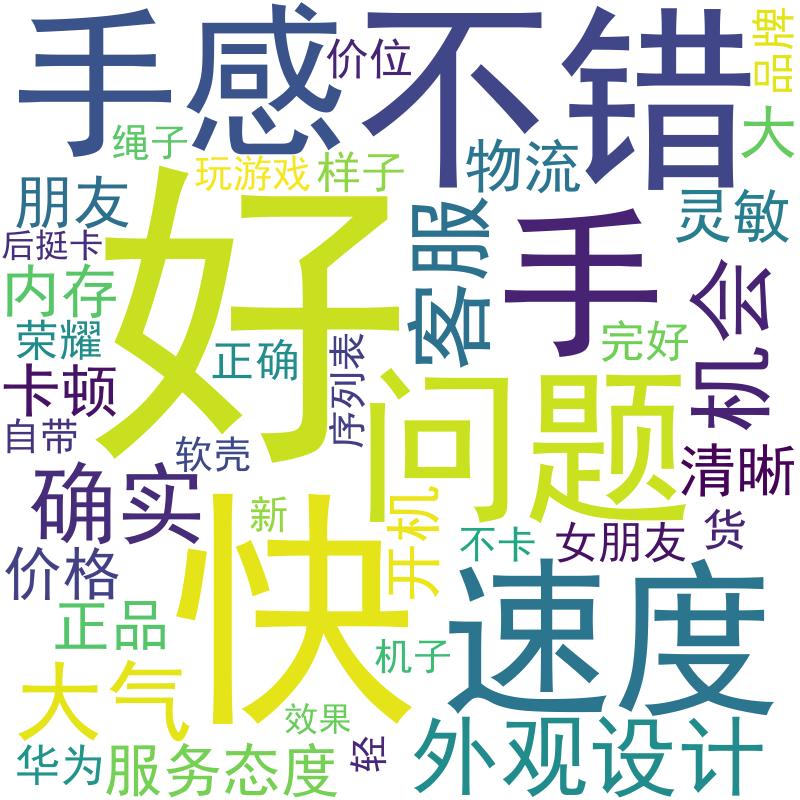 手感
不错
价位
品牌
绳子
玩游戏
样子
物流
大
朋友
好
客服
手
灵敏
后挺卡
内存
荣耀
正确
序列表
完好
机会
卡顿
自带
软壳
问题
清晰
确实
快
新
开机
不卡
女朋友
货
价格
正品
速度
机子
大气
效果
轻
外观设计
华为
服务态度